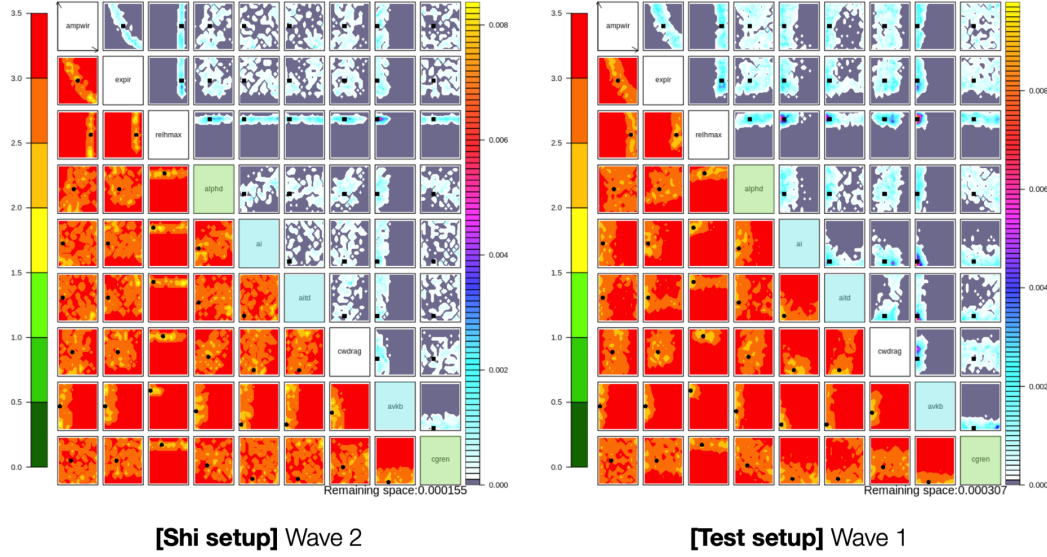 3.5
3.0
2.5
2.0
1.5
1.0
0.5
0.0
ampwir
explr
relhmax
alphd
ai
aitd
cwdrag
avkb
cgren
0.008
0.006
0.004
0.002
0.000
Remaining space:0.000155
3.5
3.0
2.5
2.0
1.5
1.0
0.5
0.0
ampwir
explr
relhmax
alphd
ai
aitd
cwdrag
avkb
cgren
0.008
0.006
0.004
0.002
0.000
Remaining space:0.000307
[Shi setup] Wave 2
[Test setup] Wave 1